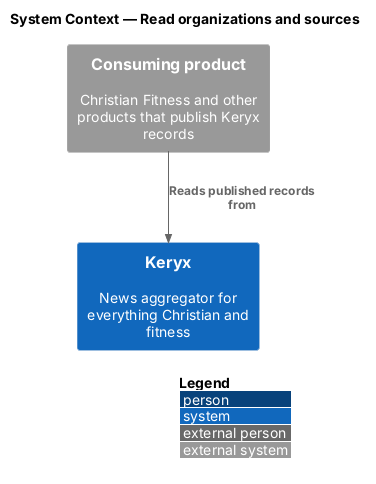 System Context — Read organizations and sources
Consuming product
Christian Fitness and other
products that publish Keryx
records
Reads published records
from
Keryx
News aggregator for
everything Christian and
fitness
Legend
person
system
external person
external system